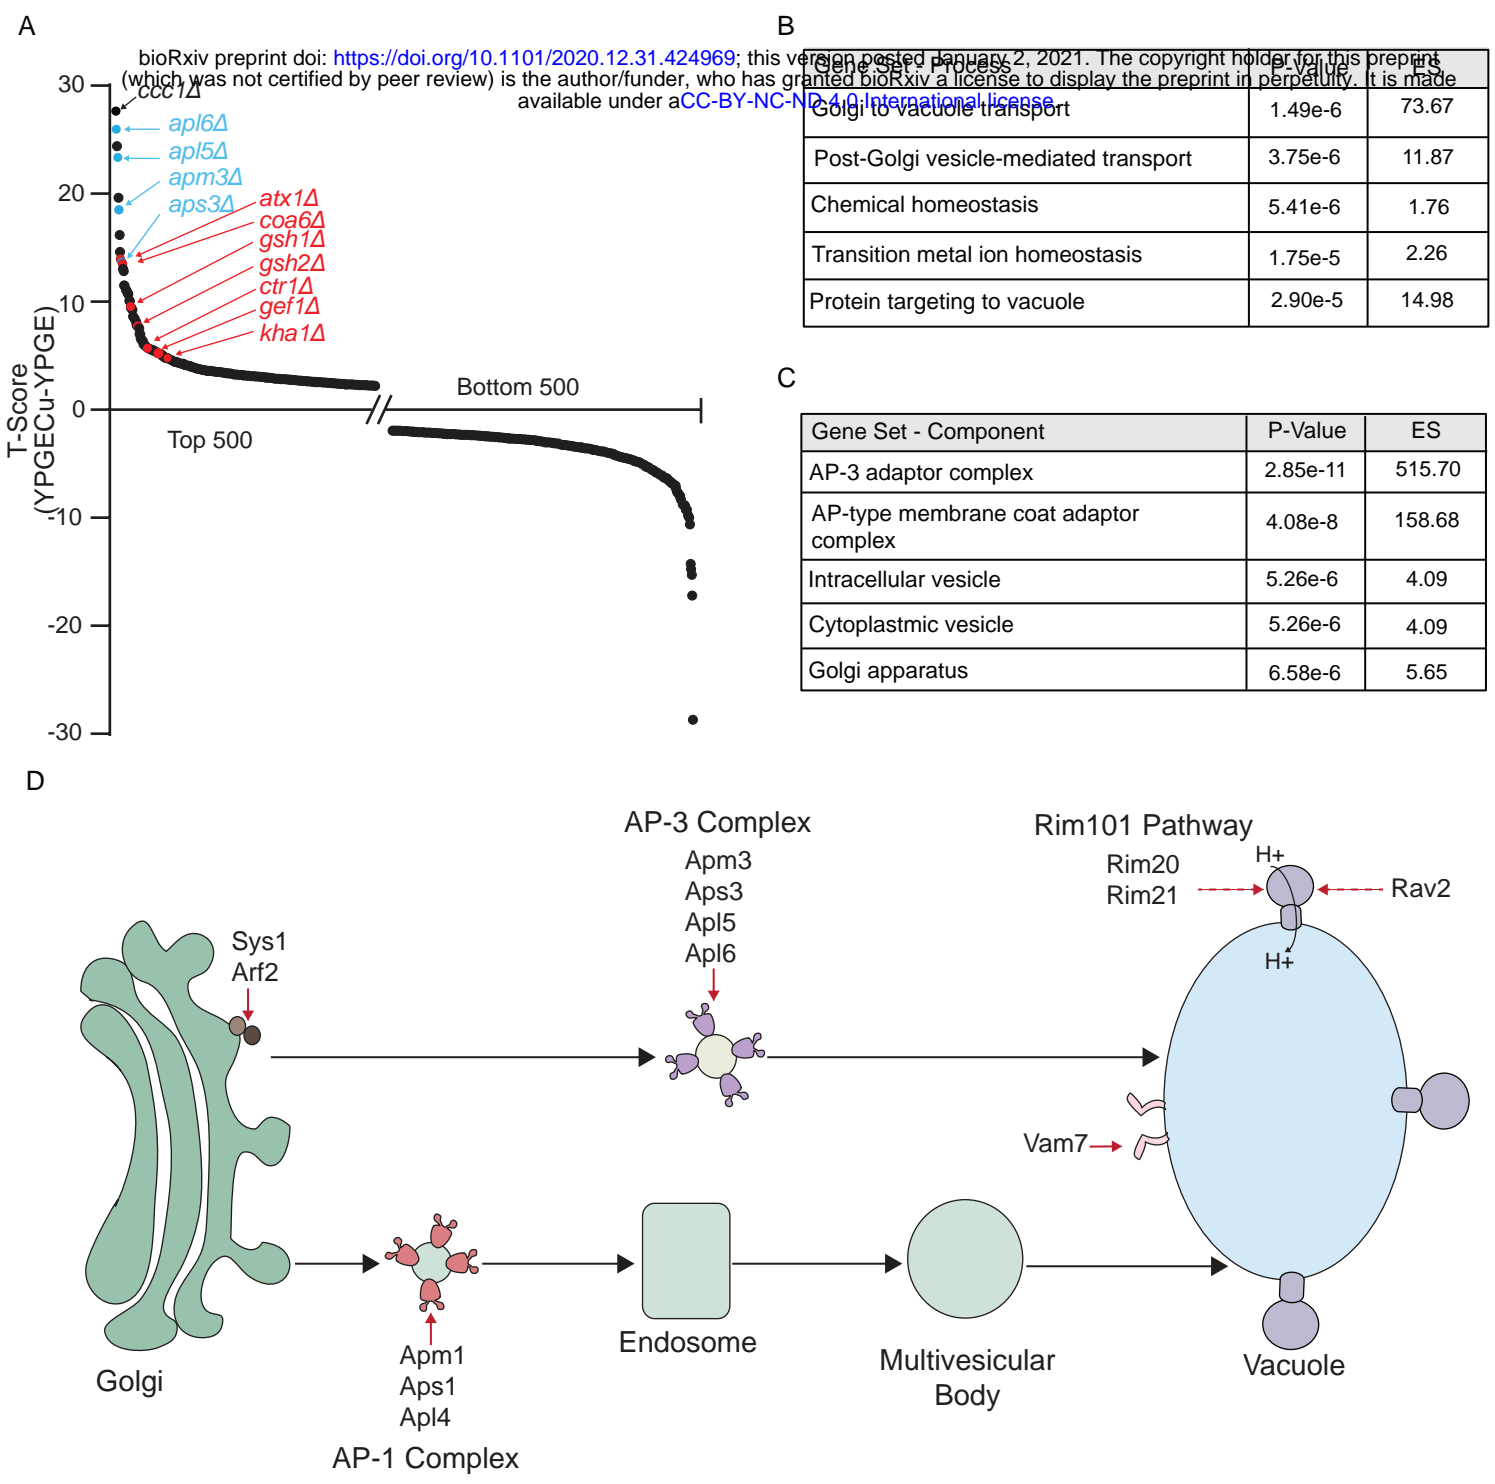 A
B
bioRxiv preprint doi: https://doi.org/10.1101/2020.12.31.424969; this version posted January 2, 2021. The copyright holder for this preprint
(which was not certified by peer review) is the author/funder, who has granted bioRxiv a license to display the preprint in perpetuity. It is made
available under aCC-BY-NC-ND 4.0 International license.
T-Score
(YPGECu-YPGE)
30
20
10
0
-10
-20
-30
ccc1Δ
apl6Δ
apl5Δ
apm3Δ
aps3Δ
atx1Δ
coa6Δ
gsh1Δ
gsh2Δ
ctr1Δ
gef1Δ
kha1Δ
Bottom 500
Top 500
Gene Set - Process P-Value ES
Golgi to vacuole transport 1.49e-6 73.67
Post-Golgi vesicle-mediated transport 3.75e-6 11.87
Chemical homeostasis 5.41e-6 1.76
Transition metal ion homeostasis 1.75e-5 2.26
Protein targeting to vacuole 2.90e-5 14.98
C
Gene Set - Component P-Value ES
AP-3 adaptor complex 2.85e-11 515.70
AP-type membrane coat adaptor
complex 4.08e-8 158.68
Intracellular vesicle 5.26e-6 4.09
Cytoplastmic vesicle 5.26e-6 4.09
Golgi apparatus 6.58e-6 5.65
D
AP-3 Complex
Apm3
Aps3
Apl5
Apl6
Rim101 Pathway
Rim20
Rim21
H+
Rav2
H+
Sys1
Arf2
Vam7
Golgi
Apm1
Aps1
Apl4
AP-1 Complex
Endosome
Multivesicular
Body
Vacuole